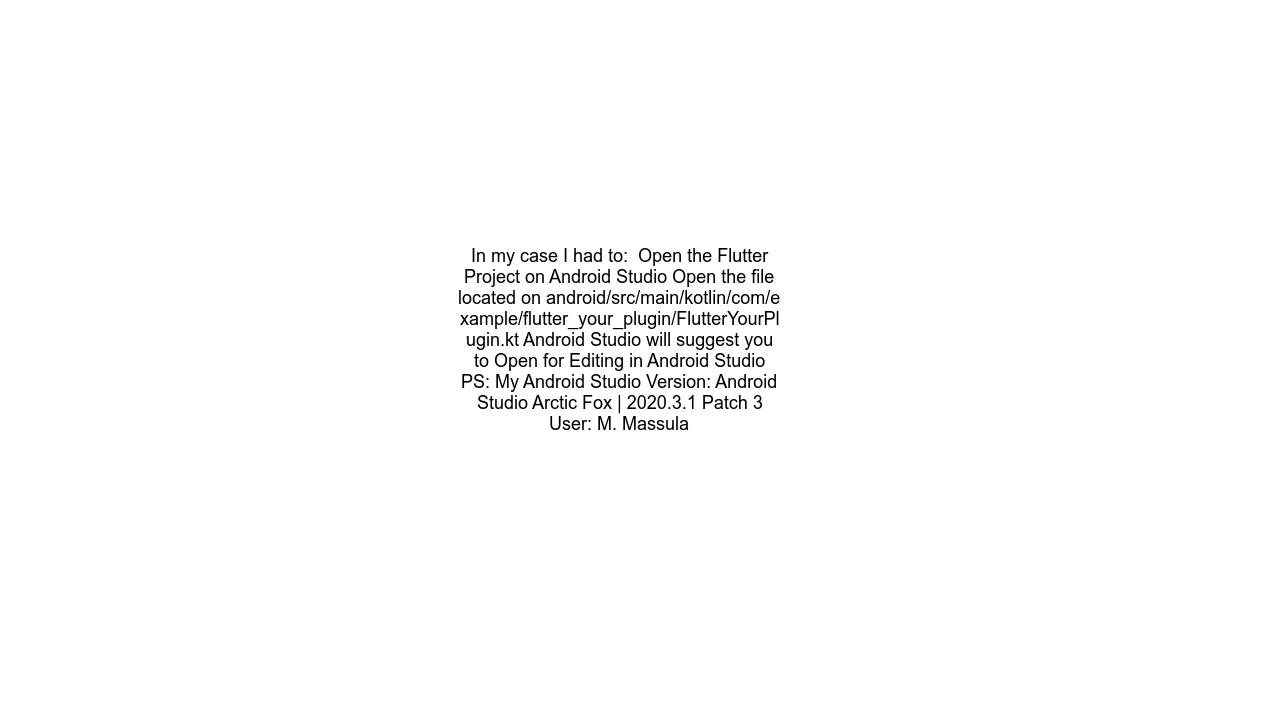 In my case I had to:  Open the Flutter
Project on Android Studio Open the file
located on android/src/main/kotlin/com/e
xample/flutter_your_plugin/FlutterYourPl
ugin.kt Android Studio will suggest you
to Open for Editing in Android Studio
PS: My Android Studio Version: Android
Studio Arctic Fox | 2020.3.1 Patch 3
User: M. Massula